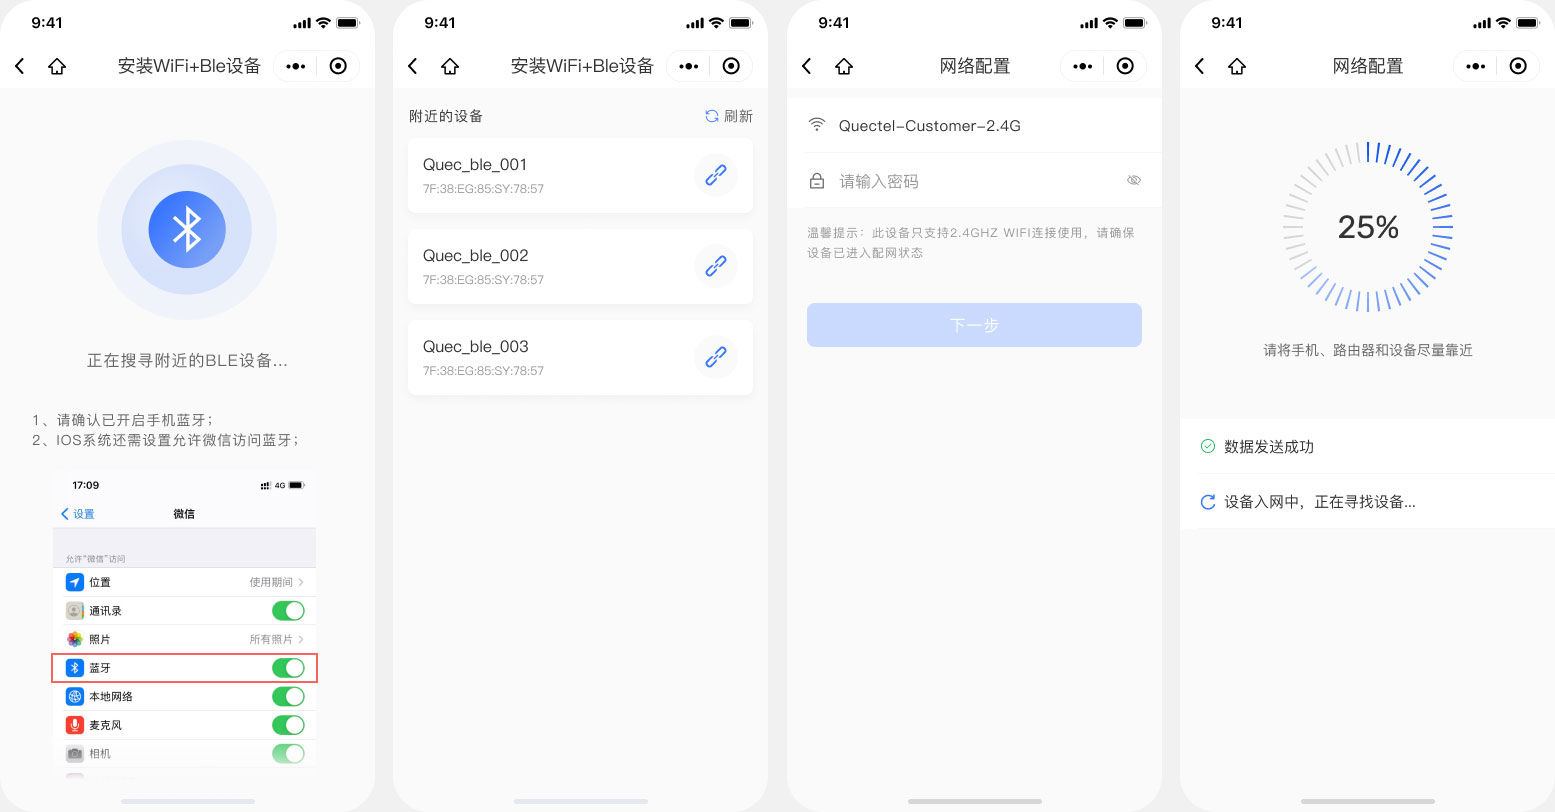 9:41
安装WiFi+Ble设备
正在搜寻附近的BLE设备...
1、请确认已开启手机蓝牙；
2、IOS系统还需设置允许微信访问蓝牙；
17:09
4G
设置
微信
允许“微信”访问
位置
使用期间
通讯录
照片
所有照片
蓝牙
本地网络
麦克风
相机
9:41
安装WiFi+Ble设备
附近的设备
刷新
Quec_ble_001
7F:38:EG:85:SY:78:57
Quec_ble_002
7F:38:EG:85:SY:78:57
Quec_ble_003
7F:38:EG:85:SY:78:57
9:41
网络配置
Quectel-Customer-2.4G
请输入密码
温馨提示：此设备只支持2.4GHZ WIFI连接使用，请确保
设备已进入配网状态
下一步
9:41
网络配置
25%
请将手机、路由器和设备尽量靠近
数据发送成功
设备入网中，正在寻找设备...